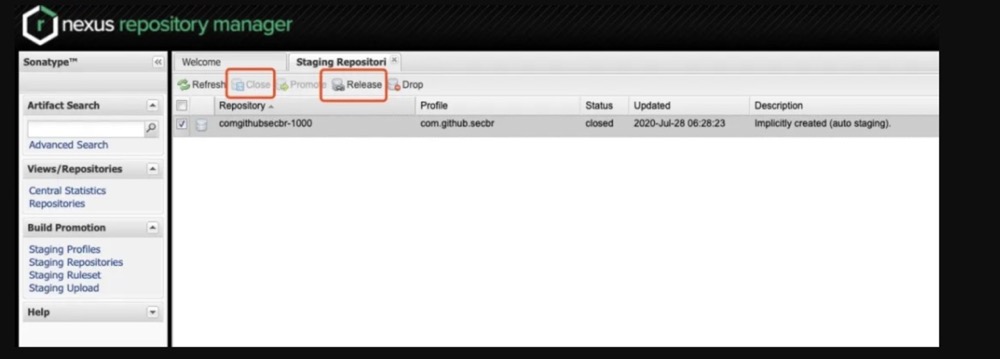 nexus repository manager
Sonatype™ «
Welcome Staging Repositori ×
Refresh Close Promote Release Drop
Artifact Search
Repository Profile Status Updated Description
comgithubsecbr-1000 com.github.secbr closed 2020-Jul-28 06:28:23 Implicitly created (auto staging).
Advanced Search
Views/Repositories
Central Statistics
Repositories
Build Promotion
Staging Profiles
Staging Repositories
Staging Ruleset
Staging Upload
Help